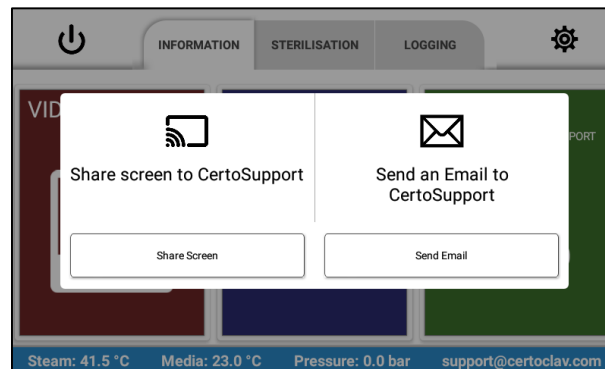 INFORMATION STERILISATION LOGGING
VID
PORT
Share screen to CertoSupport
Send an Email to
CertoSupport
Share Screen
Send Email
Steam: 41.5 °C Media: 23.0 °C Pressure: 0.0 bar support@certoclav.com